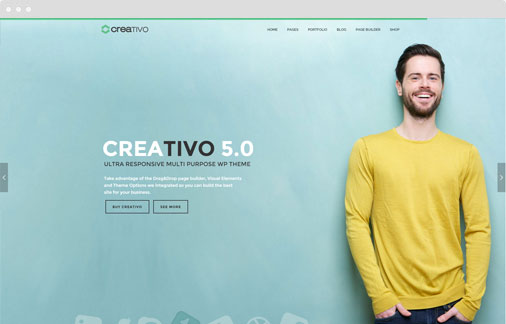 CREATIVO
HOME PAGES PORTFOLIO BLOG PAGE BUILDER SHOP
CREATIVO 5.0
ULTRA RESPONSIVE MULTI PURPOSE WP THEME
Take advantage of the Drag&Drop page builder, Visual Elements
and Theme Options we integrated so you can build the next
site for your business.
BUY CREATIVO SEE MORE